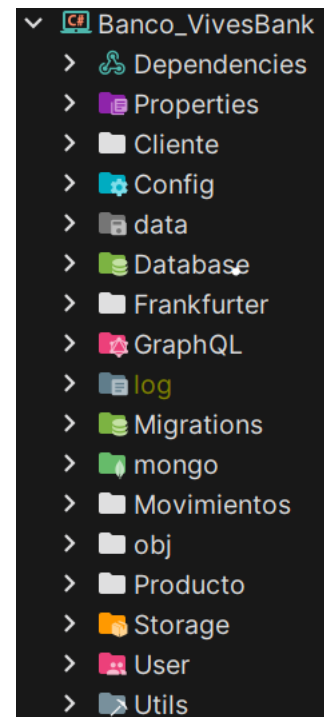 C# Banco_VivesBank
Dependencies
Properties
Cliente
Config
data
Database
Frankfurter
GraphQL
log
Migrations
mongo
Movimientos
obj
Producto
Storage
User
Utils